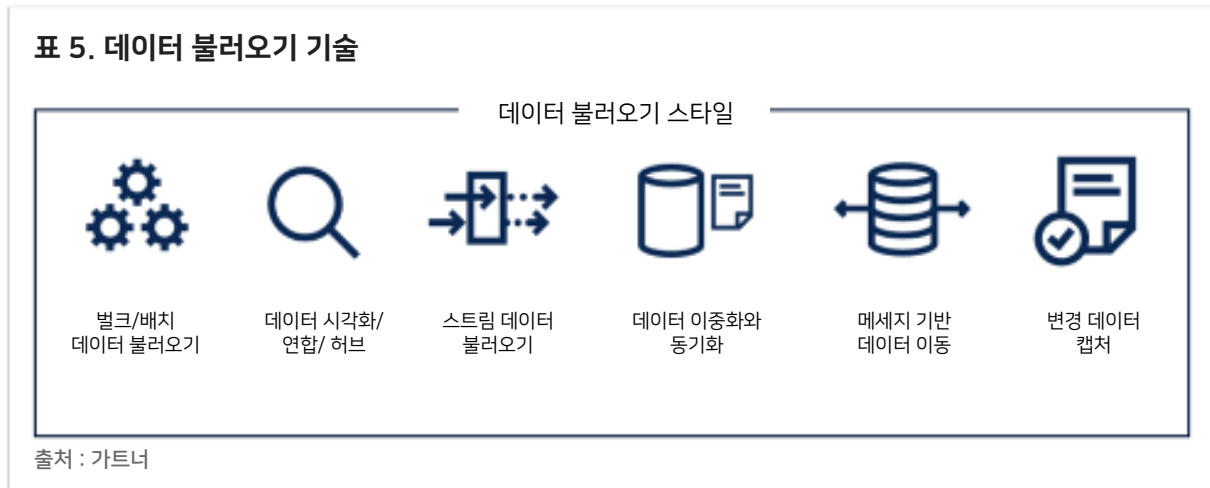 표 5. 데이터 불러오기 기술
데이터 불러오기 스타일
벌크/배치
데이터 불러오기
데이터 시각화/
연합/ 허브
스트림 데이터
불러오기
데이터 이중화와
동기화
메세지 기반
데이터 이동
변경 데이터
캡처
출처 : 가트너